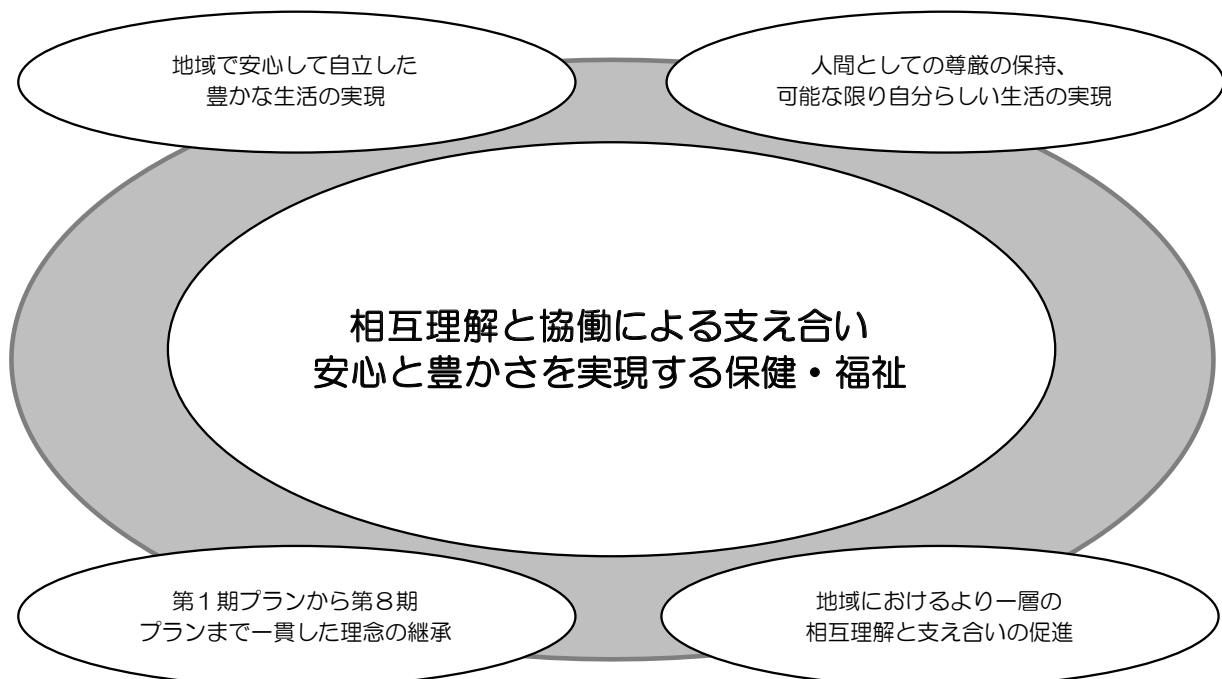 地域で安心して自立した
豊かな生活の実現
人間としての尊厳の保持、
可能な限り自分らしい生活の実現
相互理解と協働による支え合い
安心と豊かさを実現する保健・福祉
第１期プランから第８期
プランまで一貫した理念の継承
地域におけるより一層の
相互理解と支え合いの促進